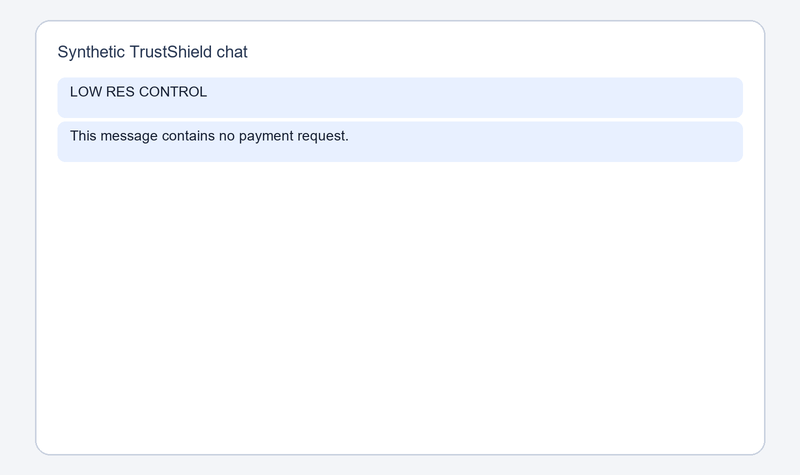 Synthetic TrustShield chat
LOW RES CONTROL
This message contains no payment request.